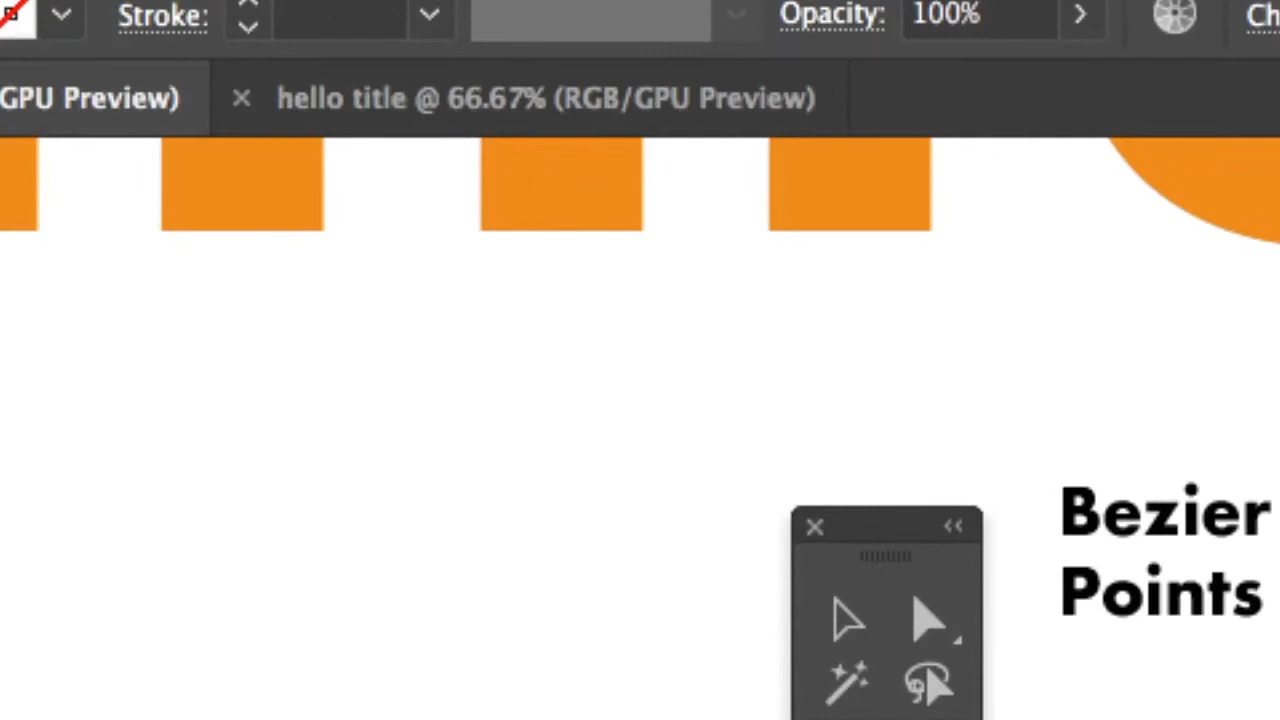 Stroke: Opacity: 100% Ch
GPU Preview) × hello title @ 66.67% (RGB/GPU Preview)
Bezier
Points